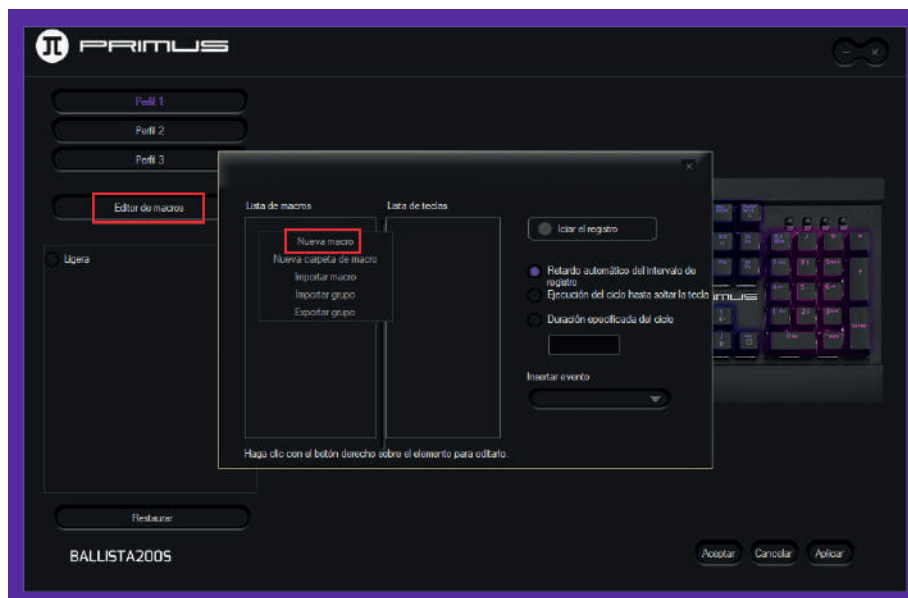 PRIMUS
Perfil 1
Perfil 2
Perfil 3
Editor de macros
Ligera
Lista de macros
Lista de teclas
Nueva macro
Nueva carpeta de macro
Importar macro
Importar grupo
Exportar grupo
Iciar el registro
Retardo automático del intervalo de
registro
Ejecución del ciclo hasta soltar la tecla
Duración epecificada del ciclo
Insertar evento
Haga clic con el botón derecho sobre el elemento para editarlo.
Restaurar
BALLISTA200S
Aceptar Cancelar Aplicar